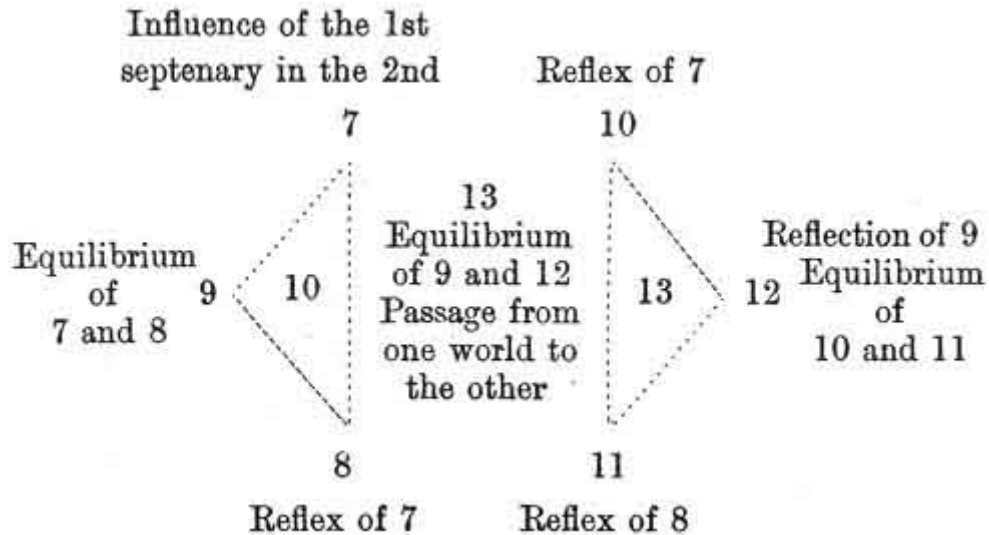 Influence of the 1st
septenary in the 2nd
Reflex of 7
7
10
13
Equilibrium
of 9 and 12
Passage from
one world to
the other
Equilibrium
of
7 and 8
9
10
13
12
Reflection of 9
Equilibrium
of
10 and 11
8
11
Reflex of 7
Reflex of 8